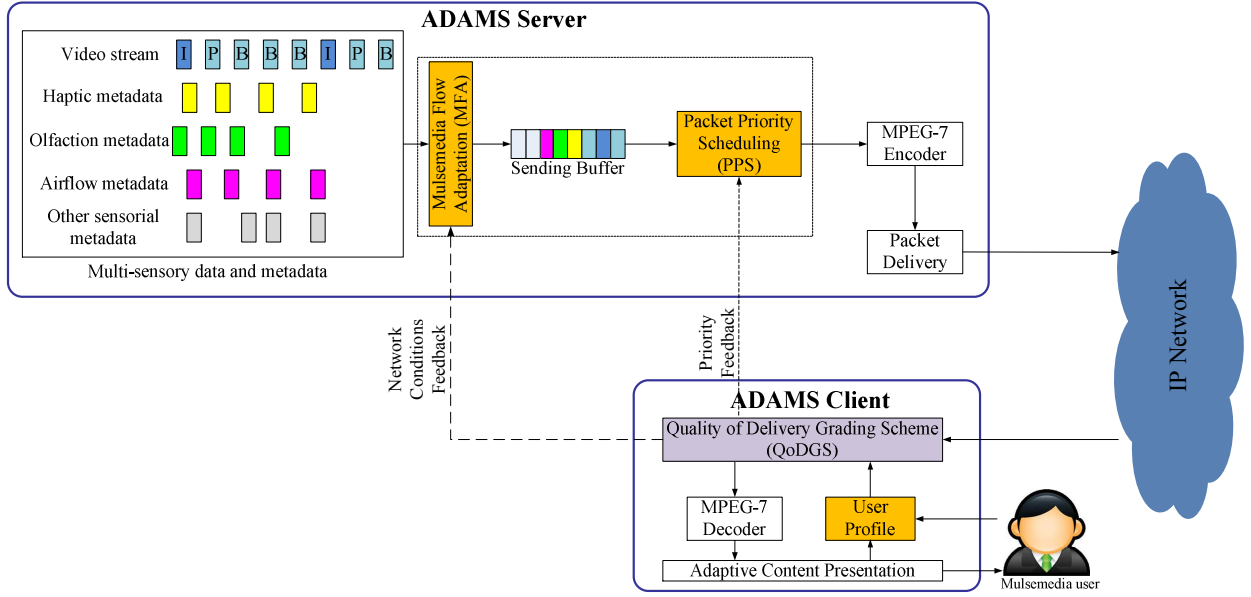 ADAMS Server
Video stream
I P B B B I P B
Haptic metadata
Olfaction metadata
Airflow metadata
Other sensorial
metadata
Multi-sensory data and metadata
Mulsemedia Flow
Adaptation (MFA)
Sending Buffer
Packet Priority
Scheduling
(PPS)
MPEG-7
Encoder
Packet
Delivery
IP Network
Network
Conditions
Feedback
Priority
Feedback
ADAMS Client
Quality of Delivery Grading Scheme
(QoDGS)
MPEG-7
Decoder
User
Profile
Adaptive Content Presentation
Mulsemedia user